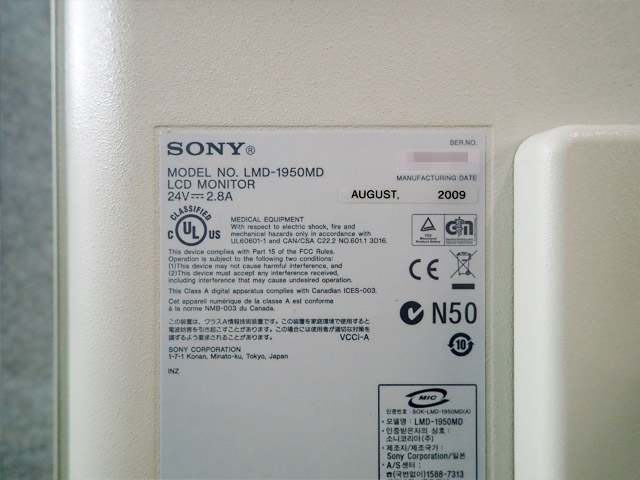 SONY®
SER.NO.
MODEL NO. LMD-1950MD
LCD MONITOR
24V⎓2.8A
MANUFACTURING DATE
AUGUST, 2009
CLASSIFIED
C UL US
MEDICAL EQUIPMENT
With respect to electric shock, fire and
mechanical hazards only in accordance with
UL60601-1 and CAN/CSA C22.2 NO.601.1 3D16.
This device complies with Part 15 of the FCC Rules.
Operation is subject to the following two conditions:
(1)This device may not cause harmful interference, and
(2)This device must accept any interference received,
including interference that may cause undesired operation.
This Class A digital apparatus complies with Canadian ICES-003.
Cet appareil numérique de la classe A est conforme
à la norme NMB-003 du Canada.
この装置は、クラスA情報技術装置です。この装置を家庭環境で使用すると
電波妨害を引き起こすことがあります。この場合には使用者が適切な対策を
講ずるよう要求されることがあります。 VCCI-A
SONY CORPORATION
1-7-1 Konan, Minato-ku, Tokyo, Japan
INZ
CE
N50
10
MIC
인증번호 : SOK-LMD-1950MD(A)
· 모델명 : LMD-1950MD
· 인증받은자의 상호 :
소니코리아(주)
· 제조자/제조국가 :
Sony Corporation/일본
· A/S센터 :
☎(국번없이)1588-7313